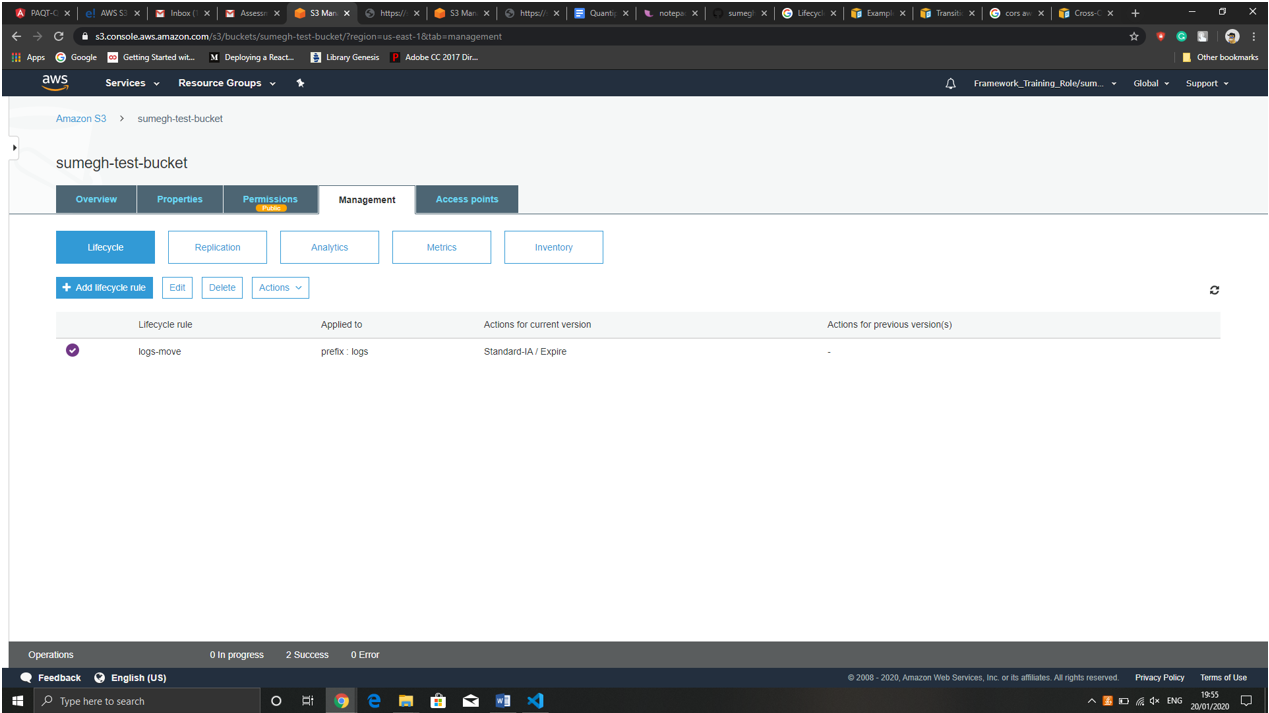 PAQT-C
AWS S3
Inbox (1
Assessm
S3 Man
https://
S3 Man
https://
Quantip
notepa
sumegh
Lifecycl
Exampl
Transiti
cors aw
Cross-O
s3.console.aws.amazon.com/s3/buckets/sumegh-test-bucket/?region=us-east-1&tab=management
Apps Google Getting Started wit... Deploying a React... Library Genesis Adobe CC 2017 Dir... Other bookmarks
aws Services Resource Groups Framework_Training_Role/sum... Global Support
Amazon S3 > sumegh-test-bucket
sumegh-test-bucket
Overview Properties Permissions Management Access points
Public
Lifecycle Replication Analytics Metrics Inventory
+ Add lifecycle rule Edit Delete Actions
Lifecycle rule Applied to Actions for current version Actions for previous version(s)
logs-move prefix : logs Standard-IA / Expire -
Operations 0 In progress 2 Success 0 Error
Feedback English (US) © 2008 - 2020, Amazon Web Services, Inc. or its affiliates. All rights reserved. Privacy Policy Terms of Use
Type here to search ENG 19:55
20/01/2020